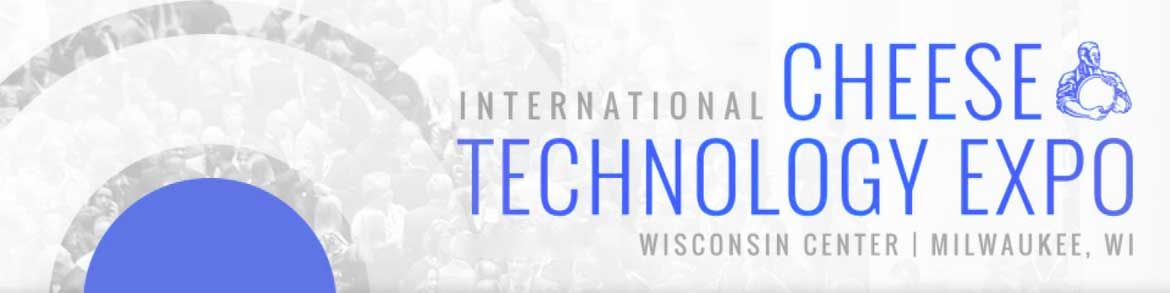 INTERNATIONAL CHEESE
TECHNOLOGY EXPO
WISCONSIN CENTER | MILWAUKEE, WI